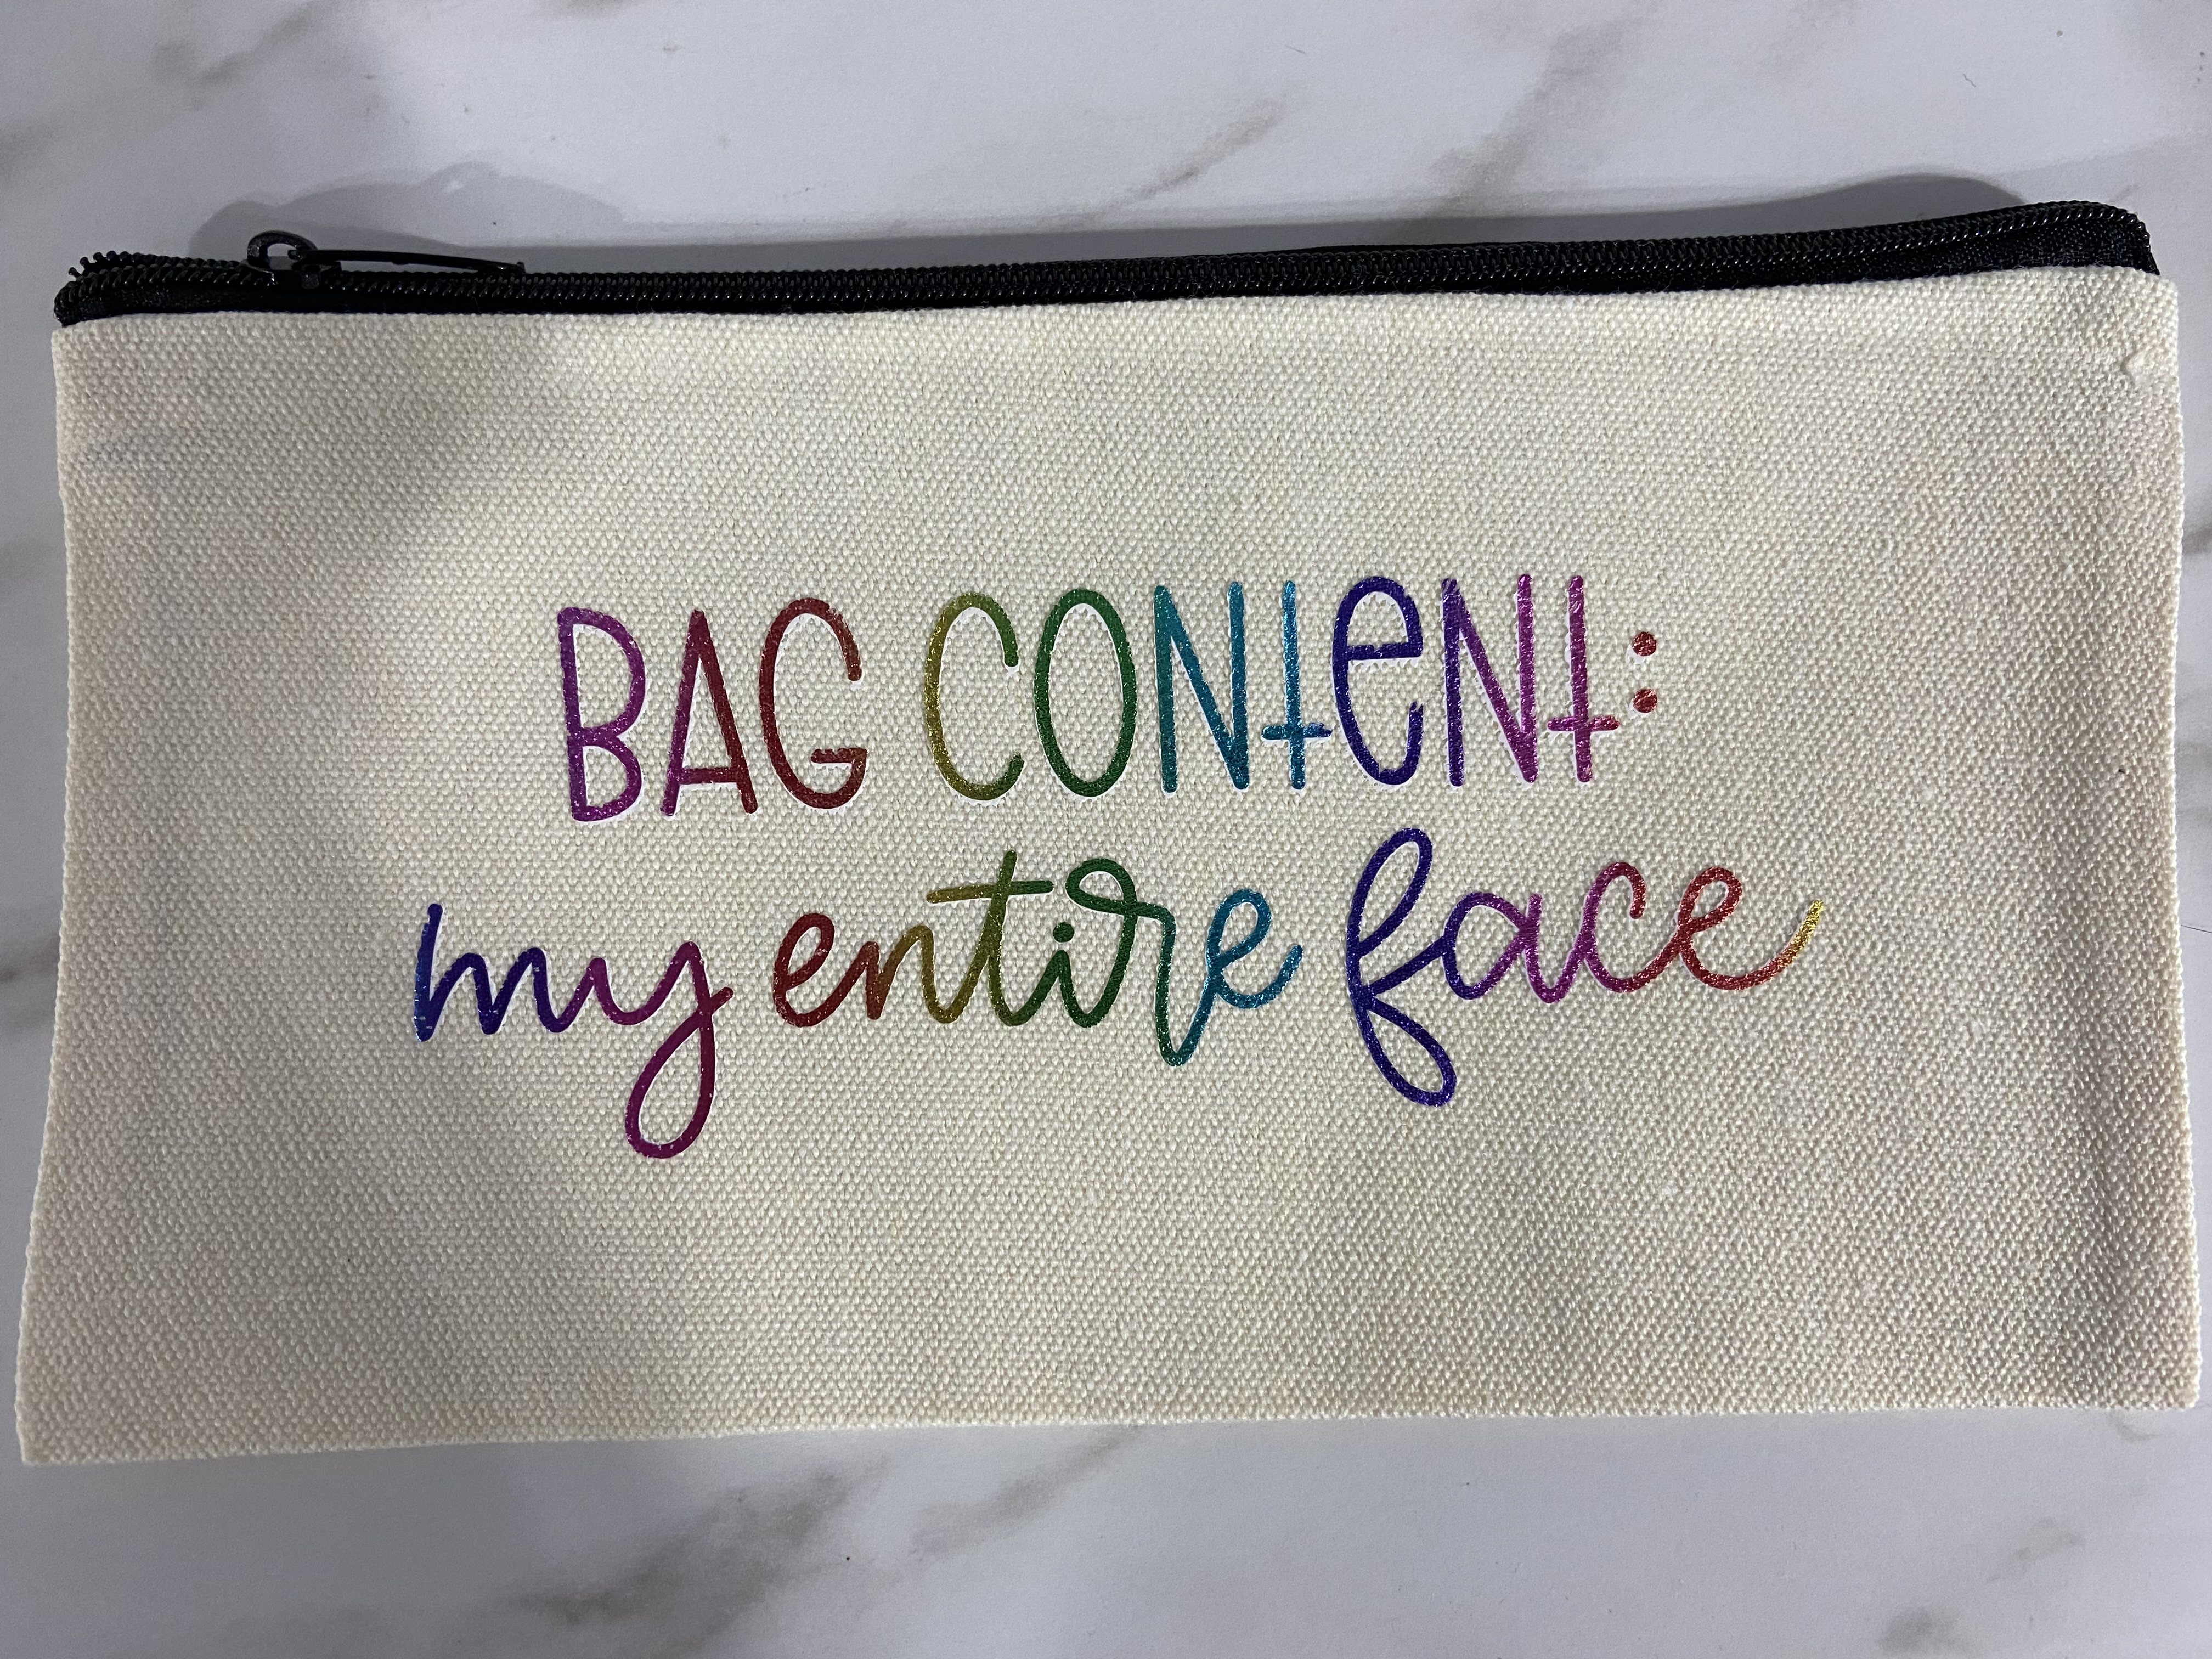 BAG CONteNt:
my entire face